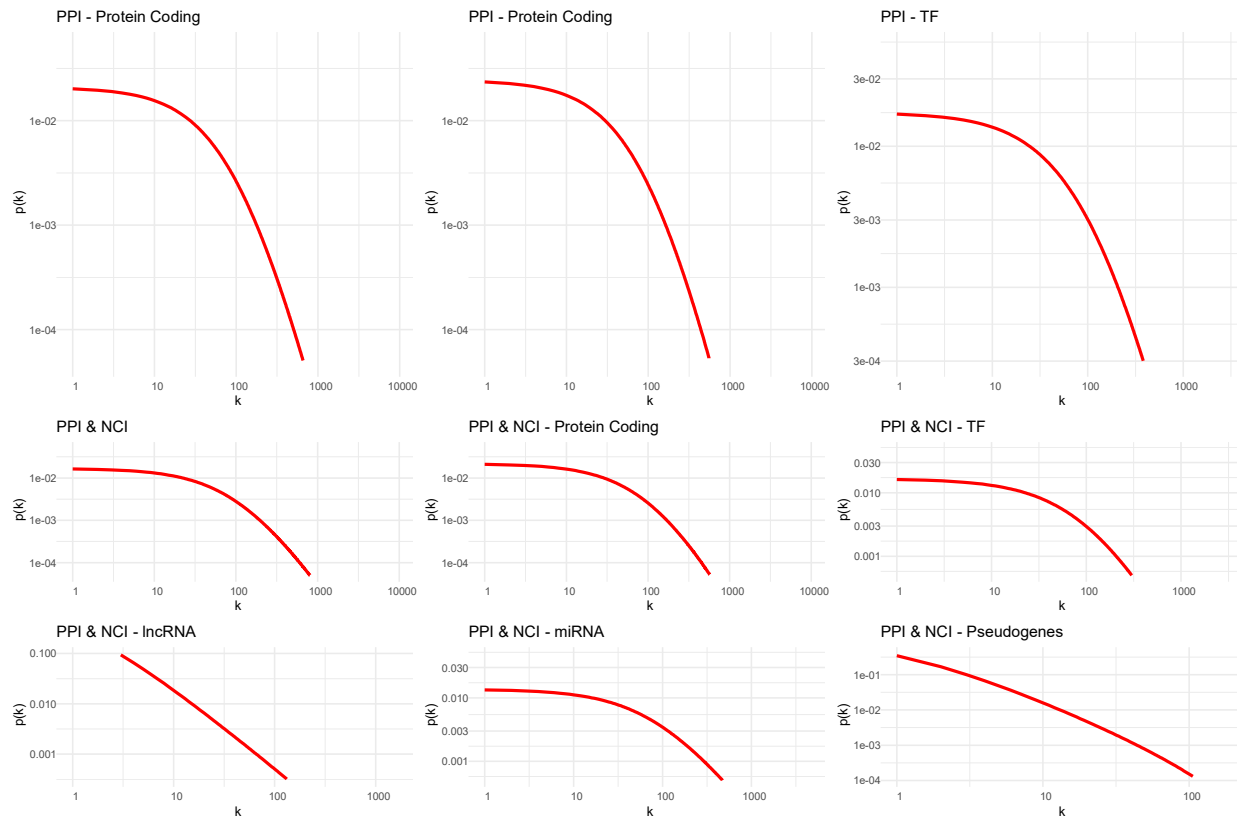 PPI - Protein Coding
p(k)
1e-02
1e-03
1e-04
1 10 100 1000 10000
k
PPI - Protein Coding
p(k)
1e-02
1e-03
1e-04
1 10 100 1000 10000
k
PPI - TF
p(k)
3e-02
1e-02
3e-03
1e-03
3e-04
1 10 100 1000
k
PPI & NCI
p(k)
1e-02
1e-03
1e-04
1 10 100 1000 10000
k
PPI & NCI - Protein Coding
p(k)
1e-02
1e-03
1e-04
1 10 100 1000 10000
k
PPI & NCI - TF
p(k)
0.030
0.010
0.003
0.001
1 10 100 1000
k
PPI & NCI - lncRNA
p(k)
0.100
0.010
0.001
1 10 100 1000
k
PPI & NCI - miRNA
p(k)
0.030
0.010
0.003
0.001
1 10 100 1000
k
PPI & NCI - Pseudogenes
p(k)
1e-01
1e-02
1e-03
1e-04
1 10 100
k